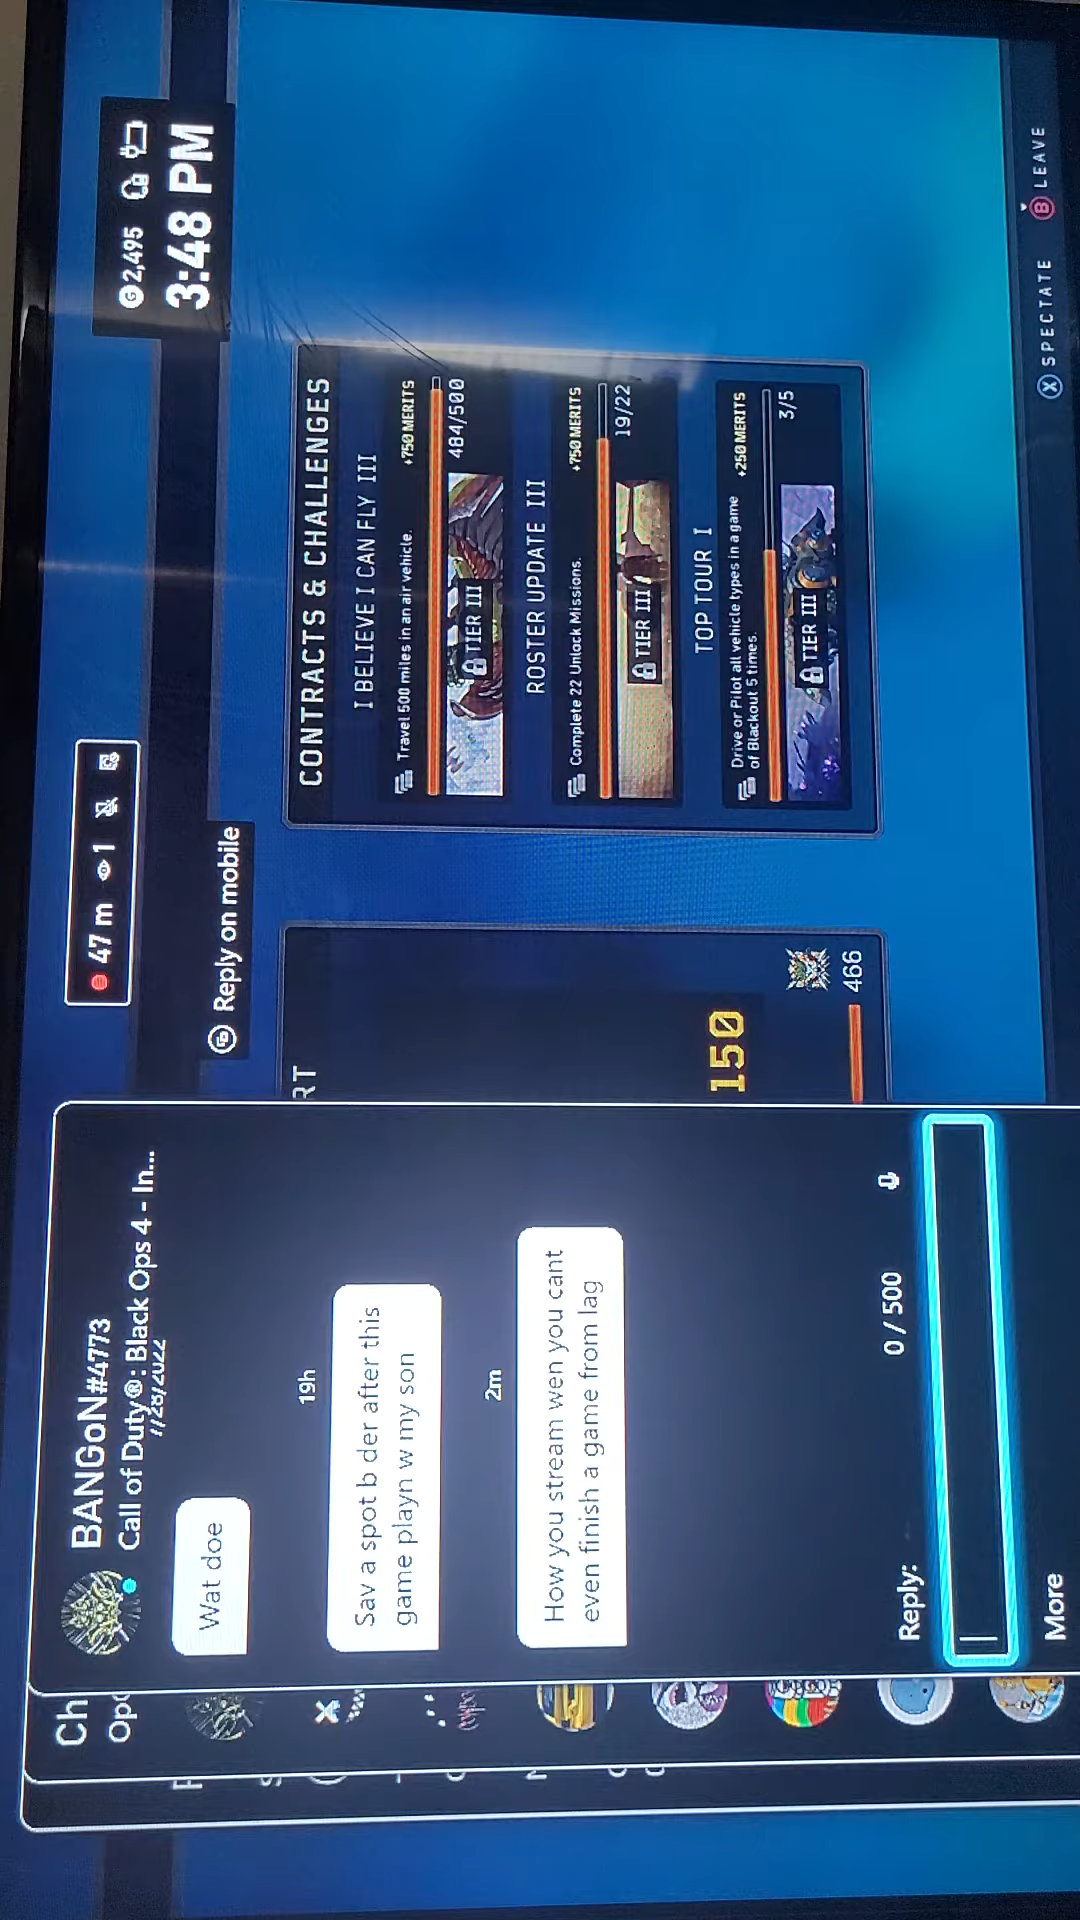 Ch
Opo
BANGoN#4773
Call of Duty®: Black Ops 4 - In...
Wat doe
19h
Sav a spot b der after this
game playn w my son
2m
How you stream wen you cant
even finish a game from lag
0 / 500
Reply:
More
47 m 1
Reply on mobile
RT
150
466
G 2,495
3:48 PM
CONTRACTS & CHALLENGES
I BELIEVE I CAN FLY III
Travel 500 miles in an air vehicle.
+750 MERITS
484/500
TIER III
ROSTER UPDATE III
Complete 22 Unlock Missions.
+750 MERITS
19/22
TIER III
TOP TOUR I
Drive or Pilot all vehicle types in a game
of Blackout 5 times.
+250 MERITS
3/5
TIER III
X SPECTATE B LEAVE